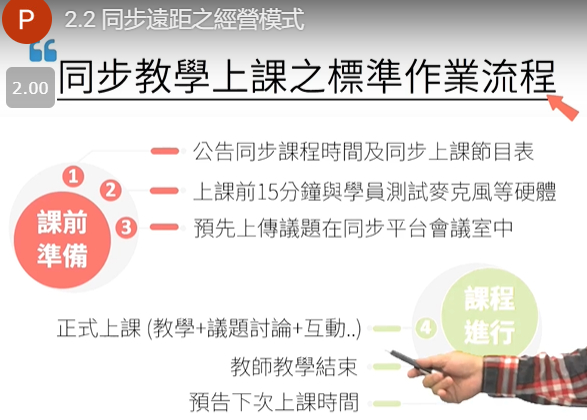 P
2.2 同步遠距之經營模式
2.00
同步教學上課之標準作業流程
1
公告同步課程時間及同步上課節目表
2
上課前15分鐘與學員測試麥克風等硬體
3
預先上傳議題在同步平台會議室中
課前
準備
課程
進行
4
正式上課 (教學+議題討論+互動..)
教師教學結束
預告下次上課時間